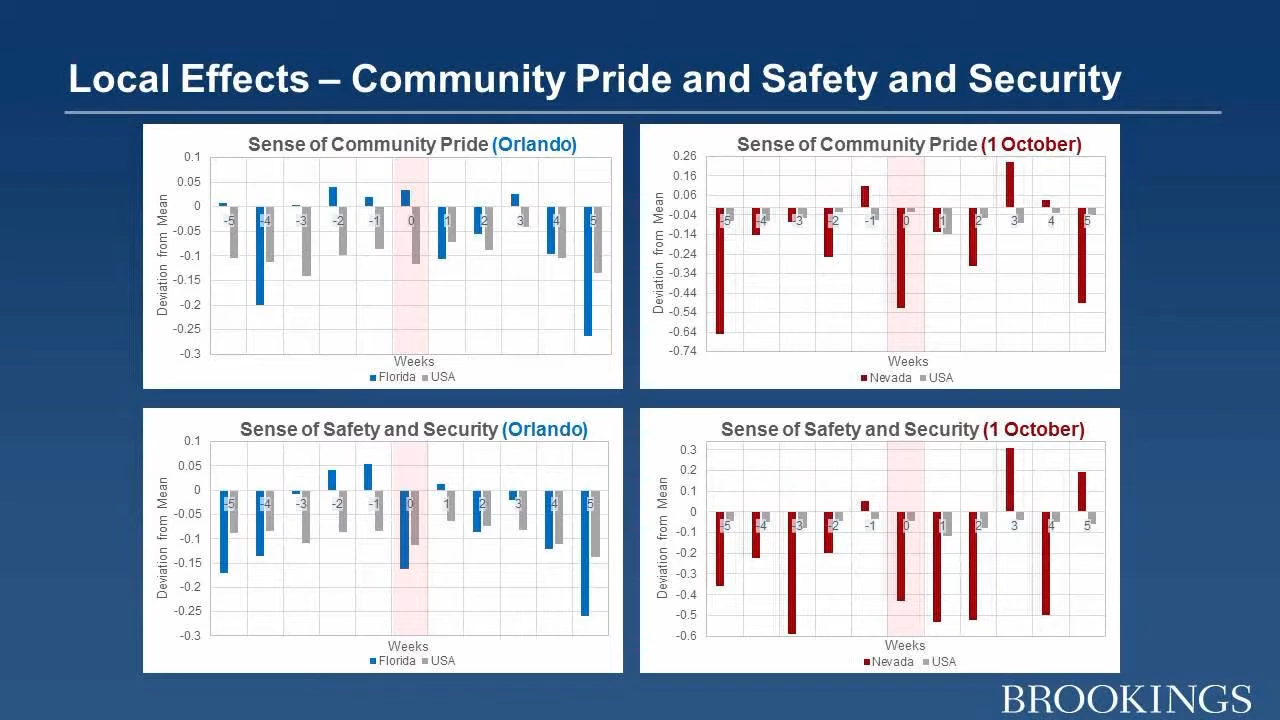 Local Effects – Community Pride and Safety and Security
Sense of Community Pride (Orlando)
0.1
0.05
0
-0.05
-0.1
-0.15
-0.2
-0.25
-0.3
Deviation from Mean
-5 -4 -3 -2 -1 0 1 2 3 4 5
Weeks
Florida USA
Sense of Community Pride (1 October)
0.26
0.16
0.06
-0.04
-0.14
-0.24
-0.34
-0.44
-0.54
-0.64
-0.74
Deviation from Mean
-5 -4 -3 -2 -1 0 1 2 3 4 5
Weeks
Nevada USA
Sense of Safety and Security (Orlando)
0.1
0.05
0
-0.05
-0.1
-0.15
-0.2
-0.25
-0.3
Deviation from Mean
-5 -4 -3 -2 -1 0 1 2 3 4 5
Weeks
Florida USA
Sense of Safety and Security (1 October)
0.3
0.2
0.1
0
-0.1
-0.2
-0.3
-0.4
-0.5
-0.6
Deviation from Mean
-5 -4 -3 -2 -1 0 1 2 3 4 5
Weeks
Nevada USA
BROOKINGS